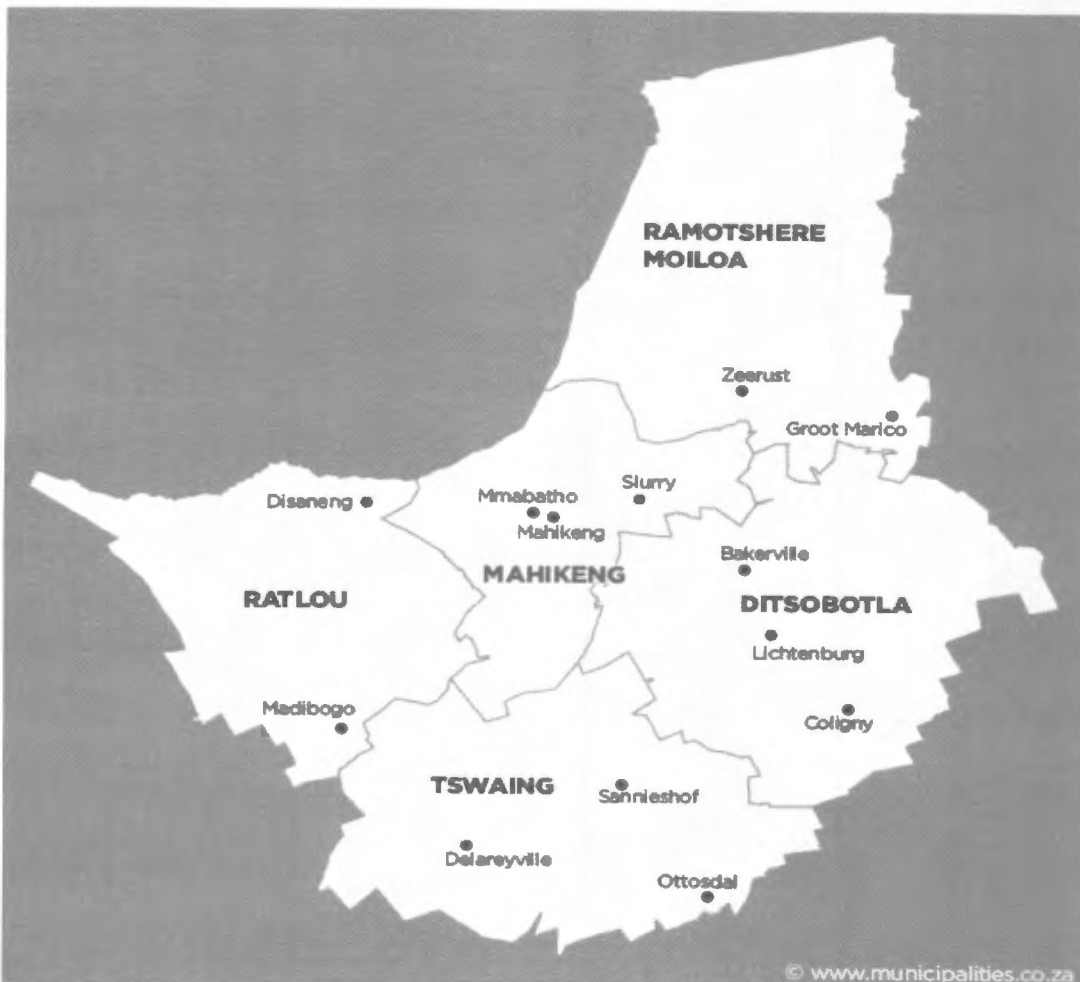 RAMOTSHERE
MOILOA
Zeerust
Groot Marico
Disaneng
Mmabatho
Slurry
Mahikeng
Bakerville
MAHIKENG
RATLOU
DITSOBOTLA
Lichtenburg
Madibogo
Coligny
TSWAING
Sannieshof
Delareyville
Ottosdal
© www.municipalities.co.za